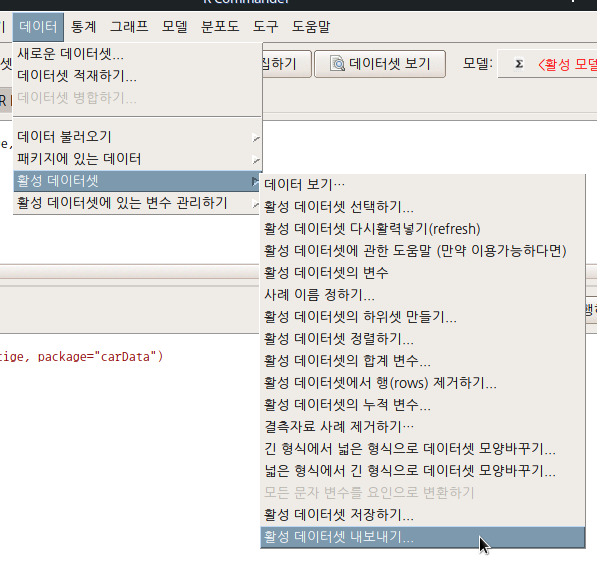 R Commander
데이터 통계 그래프 모델 분포도 도구 도움말
새로운 데이터셋...
데이터셋 적재하기...
데이터셋 병합하기...
데이터 불러오기
패키지에 있는 데이터
활성 데이터셋
활성 데이터셋에 있는 변수 관리하기
집하기
데이터셋 보기
모델:
Σ <활성 모델
데이터 보기...
활성 데이터셋 선택하기...
활성 데이터셋 다시활력넣기(refresh)
활성 데이터셋에 관한 도움말 (만약 이용가능하다면)
활성 데이터셋의 변수
사례 이름 정하기...
활성 데이터셋의 하위셋 만들기...
활성 데이터셋 정렬하기...
활성 데이터셋의 합계 변수...
활성 데이터셋에서 행(rows) 제거하기...
활성 데이터셋의 누적 변수...
결측자료 사례 제거하기...
긴 형식에서 넓은 형식으로 데이터셋 모양바꾸기...
넓은 형식에서 긴 형식으로 데이터셋 모양바꾸기...
모든 문자 변수를 요인으로 변환하기
활성 데이터셋 저장하기...
활성 데이터셋 내보내기...
tige, package="carData")